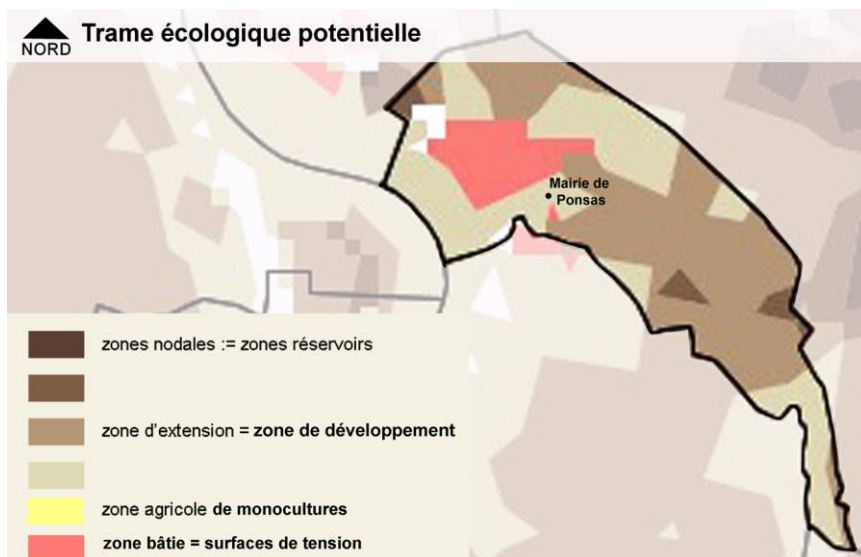 Trame écologique potentielle
NORD
Mairie de
Ponsas
zones nodales := zones réservoirs
zone d'extension = zone de développement
zone agricole de monocultures
zone bâtie = surfaces de tension